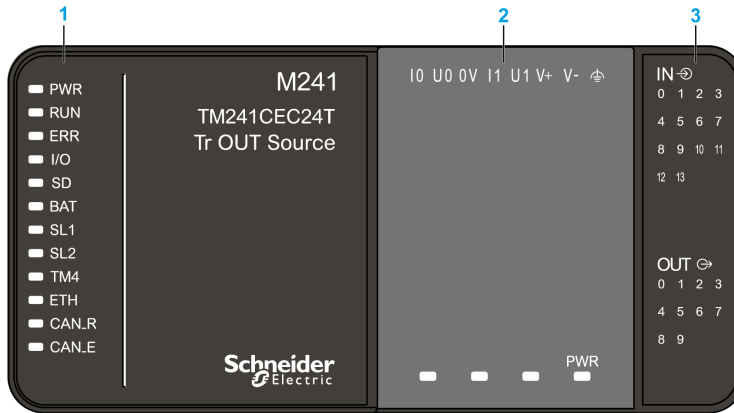 1
2
3
PWR
RUN
ERR
I/O
SD
BAT
SL1
SL2
TM4
ETH
CAN_R
CAN_E
M241
TM241CEC24T
Tr OUT Source
Schneider
Electric
I0 U0 0V I1 U1 V+ V-
PWR
IN
0 1 2 3
4 5 6 7
8 9 10 11
12 13
OUT
0 1 2 3
4 5 6 7
8 9